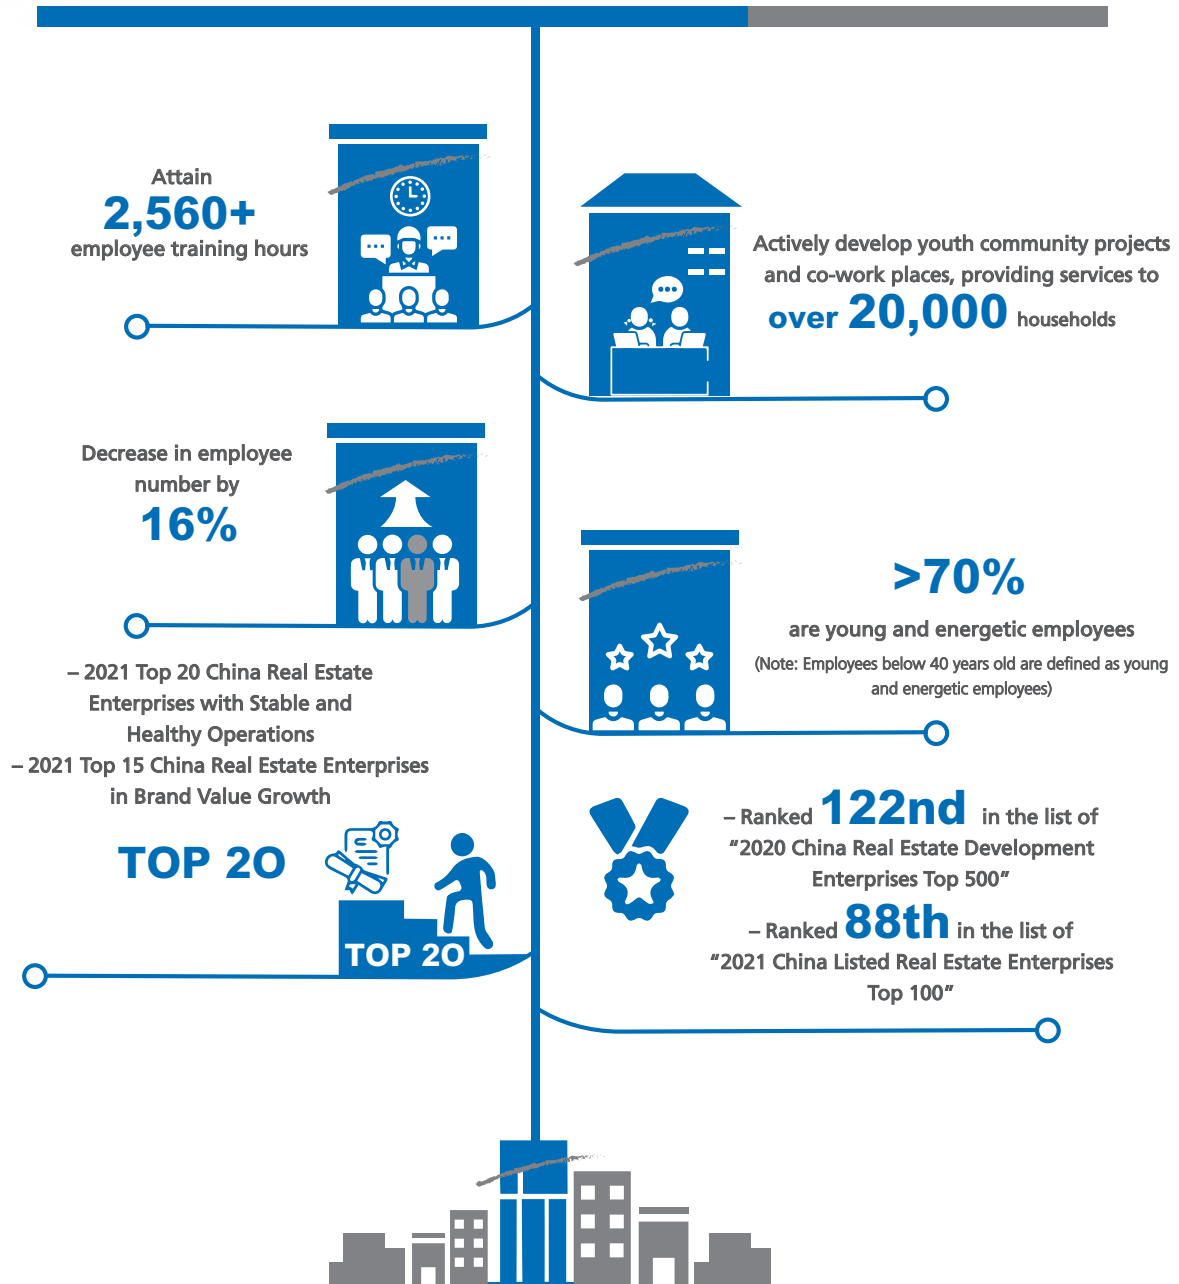 Attain
2,560+
employee training hours
Actively develop youth community projects
and co-work places, providing services to
over 20,000 households
Decrease in employee
number by
16%
>70%
are young and energetic employees
(Note: Employees below 40 years old are defined as young
and energetic employees)
– 2021 Top 20 China Real Estate
Enterprises with Stable and
Healthy Operations
– 2021 Top 15 China Real Estate Enterprises
in Brand Value Growth
TOP 2O
TOP 2O
– Ranked 122nd in the list of
“2020 China Real Estate Development
Enterprises Top 500”
– Ranked 88th in the list of
“2021 China Listed Real Estate Enterprises
Top 100”